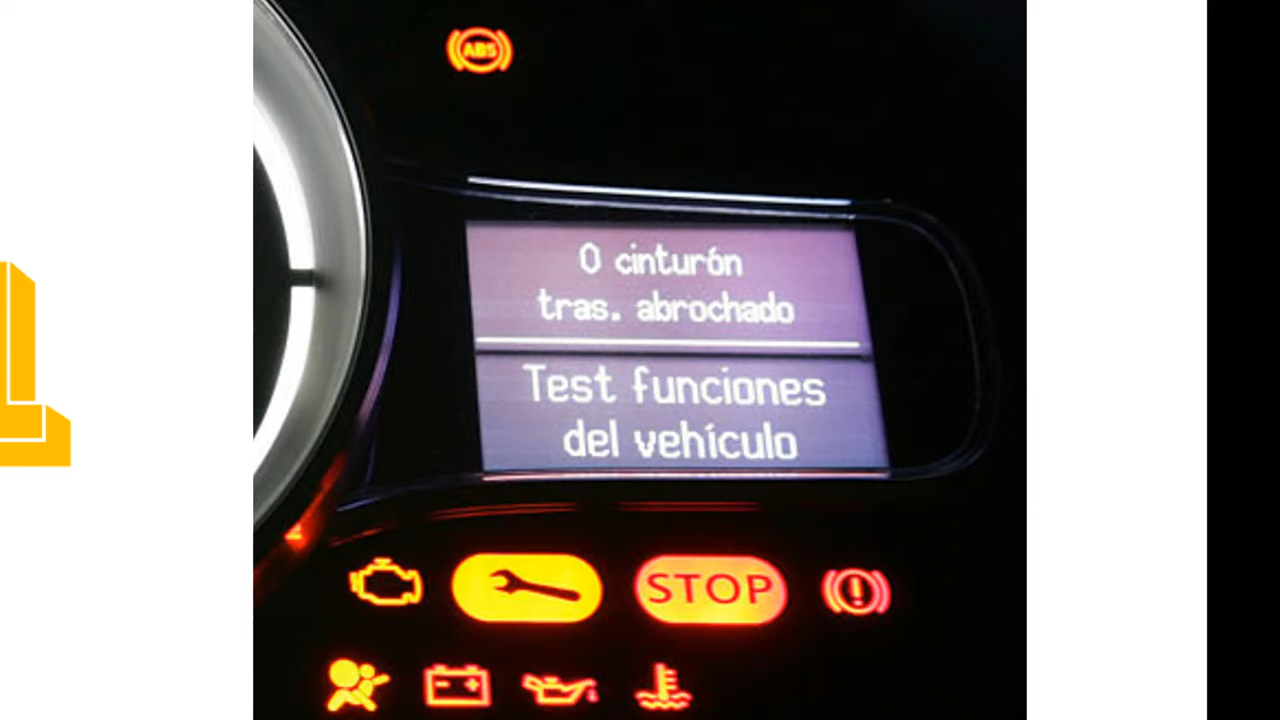 ABS
0 cinturón
tras. abrochado
Test funciones
del vehículo
STOP